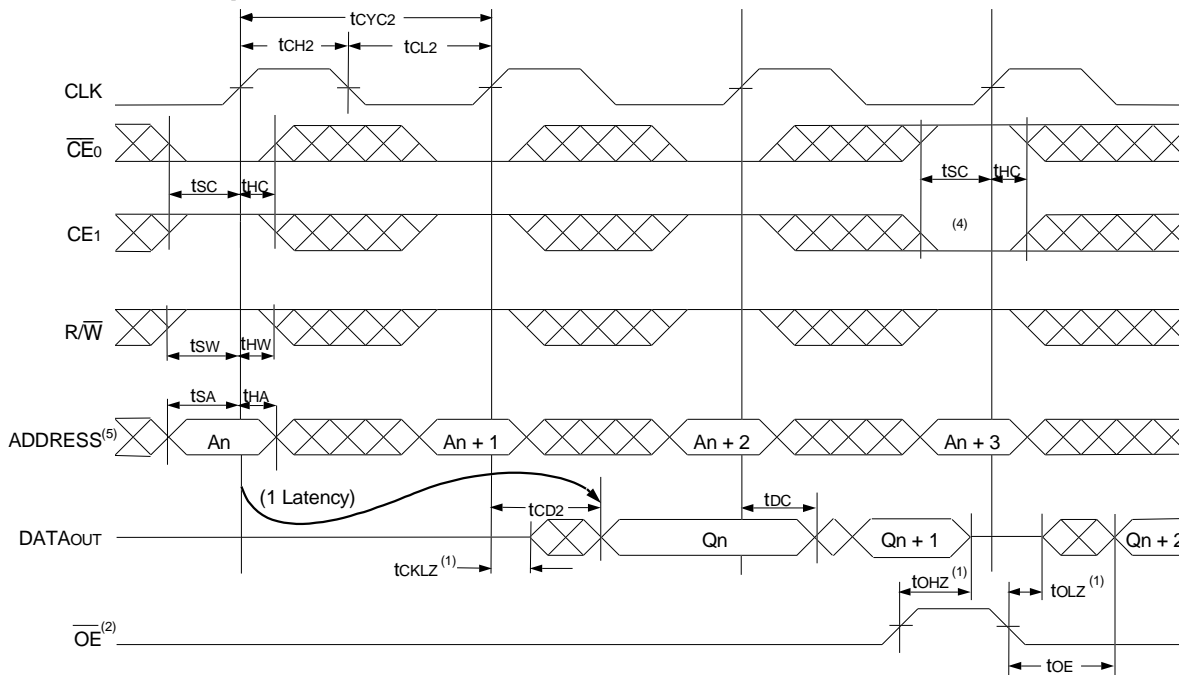 tCYC2
tCH2
tCL2
CLK
CE0
tSC
tHC
tSC
tHC
CE1
(4)
R/W
tSW
tHW
tSA
tHA
ADDRESS(5)
An
An + 1
An + 2
An + 3
(1 Latency)
tCD2
tDC
DATAOUT
Qn
Qn + 1
Qn + 2
tCKLZ(1)
tOHZ(1)
tOLZ(1)
OE(2)
tOE